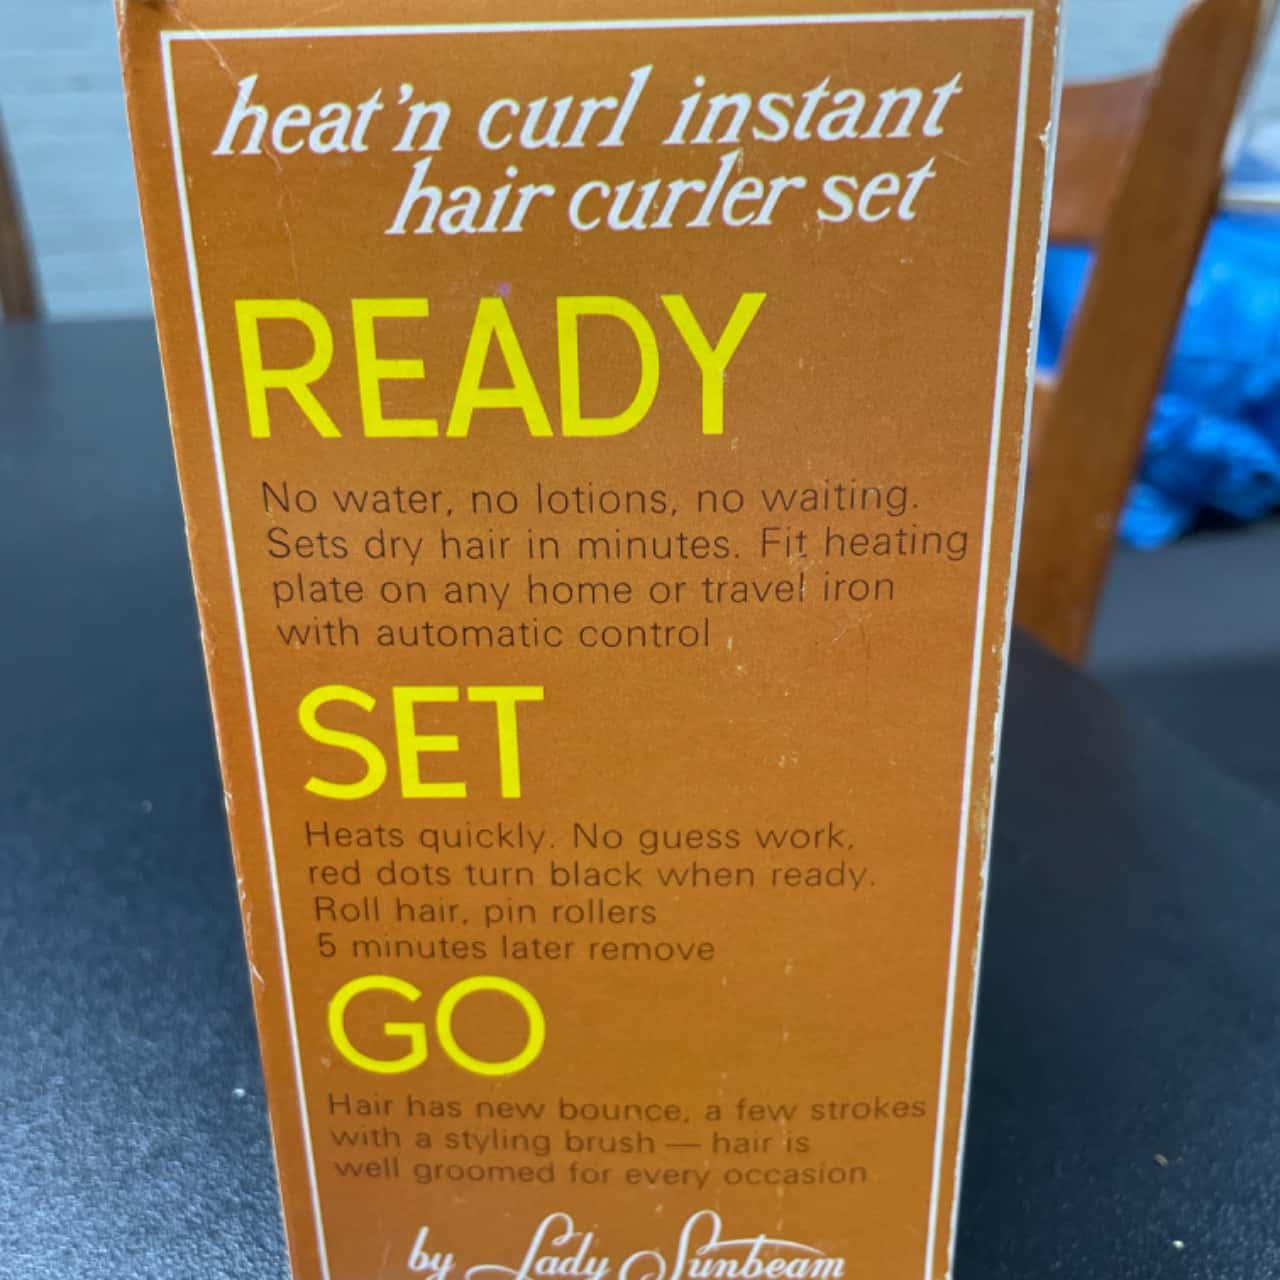 heat'n curl instant
hair curler set
READY
No water, no lotions, no waiting.
Sets dry hair in minutes. Fit heating
plate on any home or travel iron
with automatic control
SET
Heats quickly. No guess work,
red dots turn black when ready.
Roll hair, pin rollers
5 minutes later remove
GO
Hair has new bounce, a few strokes
with a styling brush — hair is
well groomed for every occasion
by Lady Sunbeam